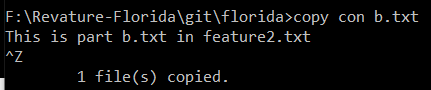 F:\Revature-Florida\git\florida>copy con b.txt
This is part b.txt in feature2.txt
^Z
        1 file(s) copied.